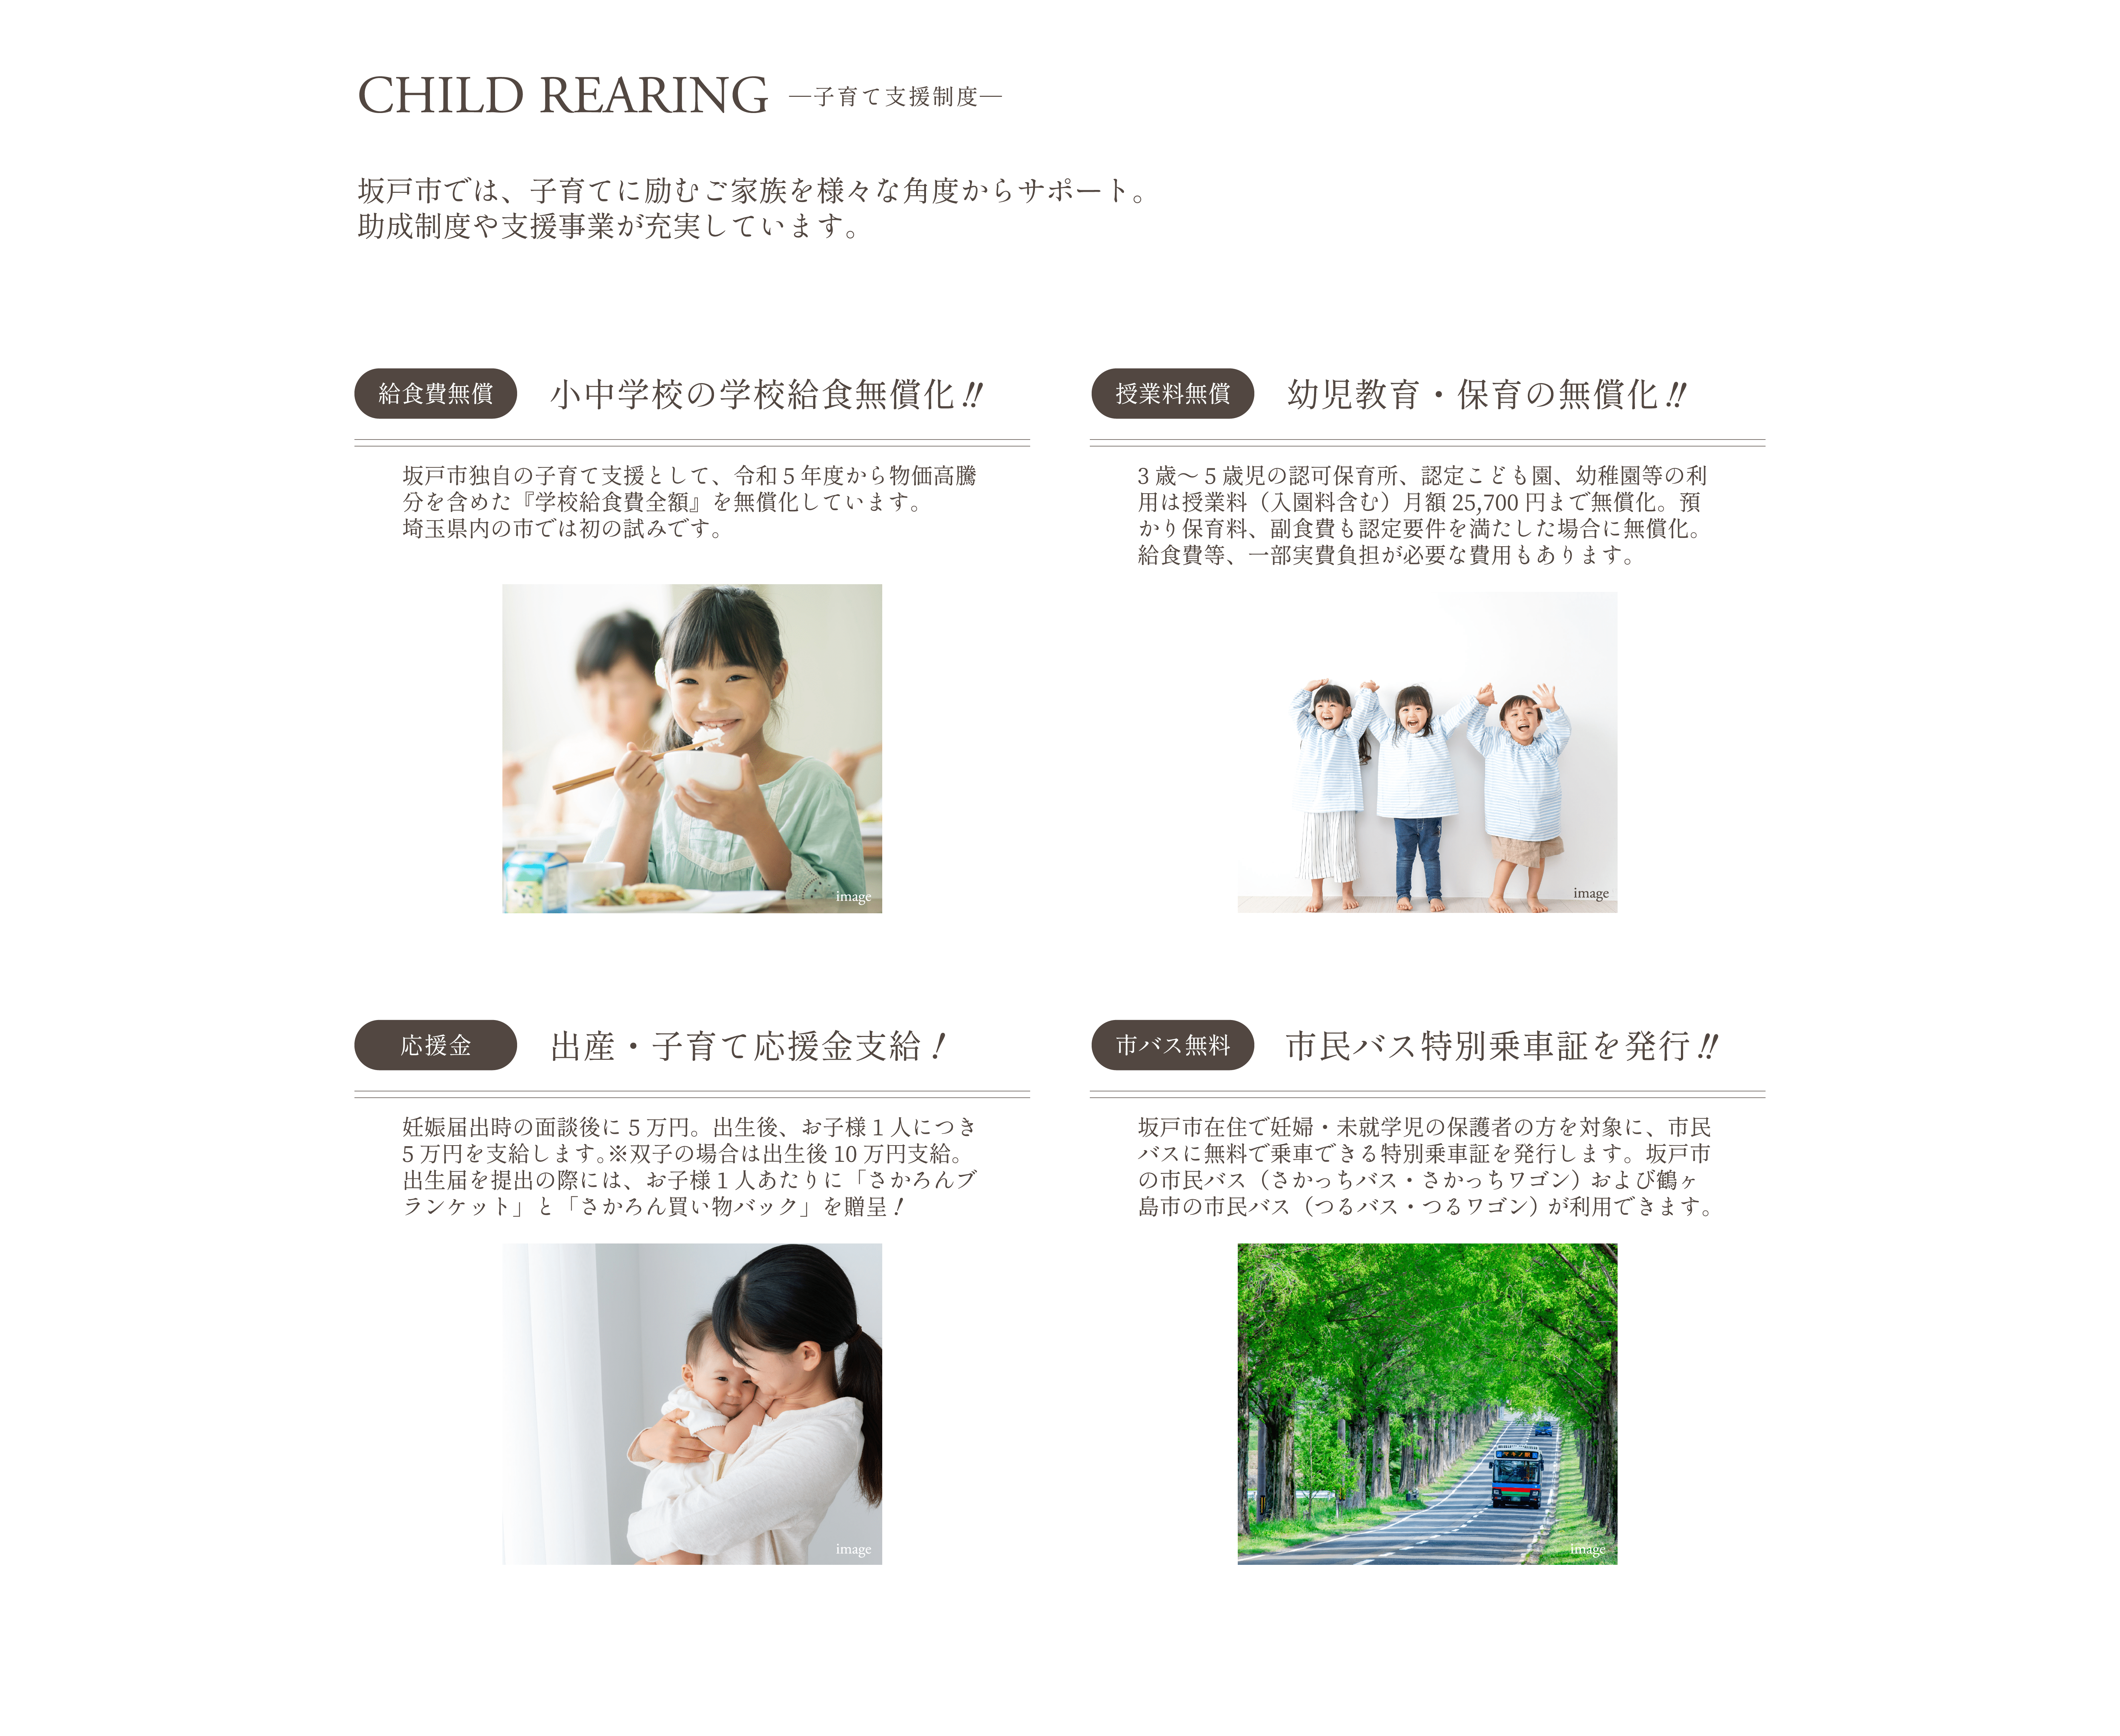 CHILD REARING ―子育て支援制度―
坂戸市では、子育てに励むご家族を様々な角度からサポート。
助成制度や支援事業が充実しています。
給食費無償 小中学校の学校給食無償化!!
坂戸市独自の子育て支援として、令和5年度から物価高騰
分を含めた『学校給食費全額』を無償化しています。
埼玉県内の市では初の試みです。
image
授業料無償 幼児教育・保育の無償化!!
3歳～5歳児の認可保育所、認定こども園、幼稚園等の利
用は授業料（入園料含む）月額25,700円まで無償化。預
かり保育料、副食費も認定要件を満たした場合に無償化。
給食費等、一部実費負担が必要な費用もあります。
image
応援金 出産・子育て応援金支給！
妊娠届出時の面談後に5万円。出生後、お子様1人につき
5万円を支給します。※双子の場合は出生後10万円支給。
出生届を提出の際には、お子様1人あたりに「さかろんブ
ランケット」と「さかろん買い物バック」を贈呈！
image
市バス無料 市民バス特別乗車証を発行!!
坂戸市在住で妊婦・未就学児の保護者の方を対象に、市民
バスに無料で乗車できる特別乗車証を発行します。坂戸市
の市民バス（さかっちバス・さかっちワゴン）および鶴ヶ
島市の市民バス（つるバス・つるワゴン）が利用できます。
image